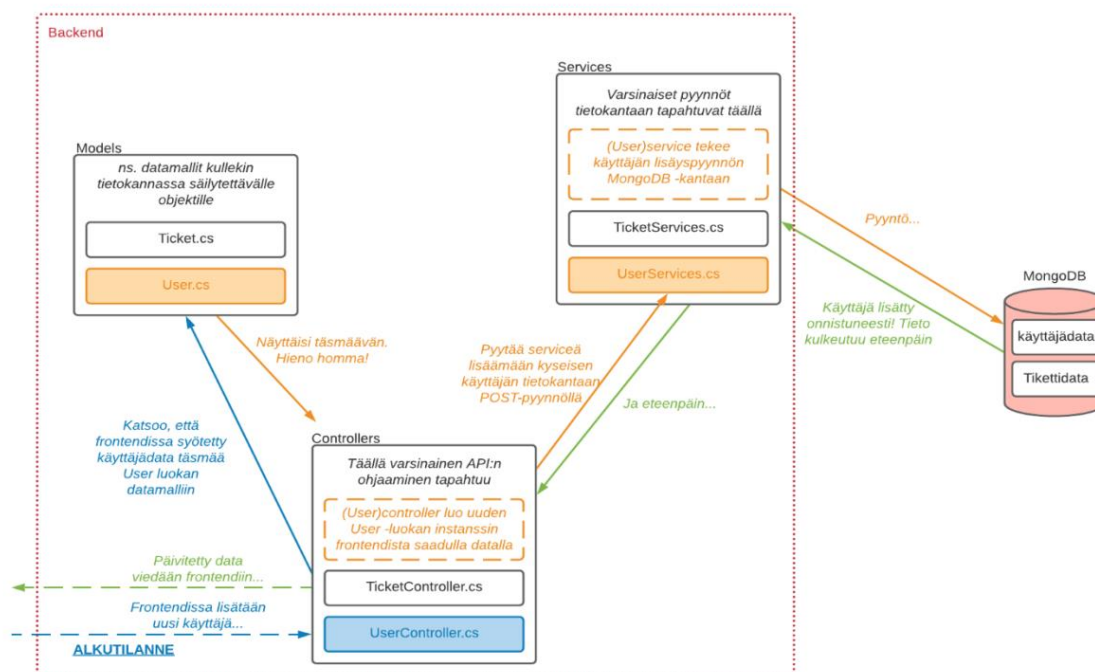 Backend
Services
Varsinaiset pyynnöt
tietokantaan tapahtuvat täällä
(User)service tekee
käyttäjän lisäyspyynnön
MongoDB -kantaan
TicketServices.cs
UserServices.cs
Models
ns. datamallit kullekin
tietokannassa säilytettävälle
objektille
Ticket.cs
User.cs
Pyyntö...
MongoDB
käyttäjädata
Tikettidata
Käyttäjä lisätty
onnistuneesti! Tieto
kulkeutuu eteenpäin
Näyttäisi täsmäävän.
Hieno homma!
Pyytää serviceä
lisäämään kyseisen
käyttäjän tietokantaan
POST-pyynnöllä
Ja eteenpäin...
Katsoo, että
frontendissa syötetty
käyttäjädata täsmää
User luokan
datamalliin
Controllers
Täällä varsinainen API:n
ohjaaminen tapahtuu
(User)controller luo uuden
User -luokan instanssin
frontendista saadulla datalla
TicketController.cs
UserController.cs
Päivitetty data
viedään frontendiin...
Frontendissa lisätään
uusi käyttäjä...
ALKUTILANNE